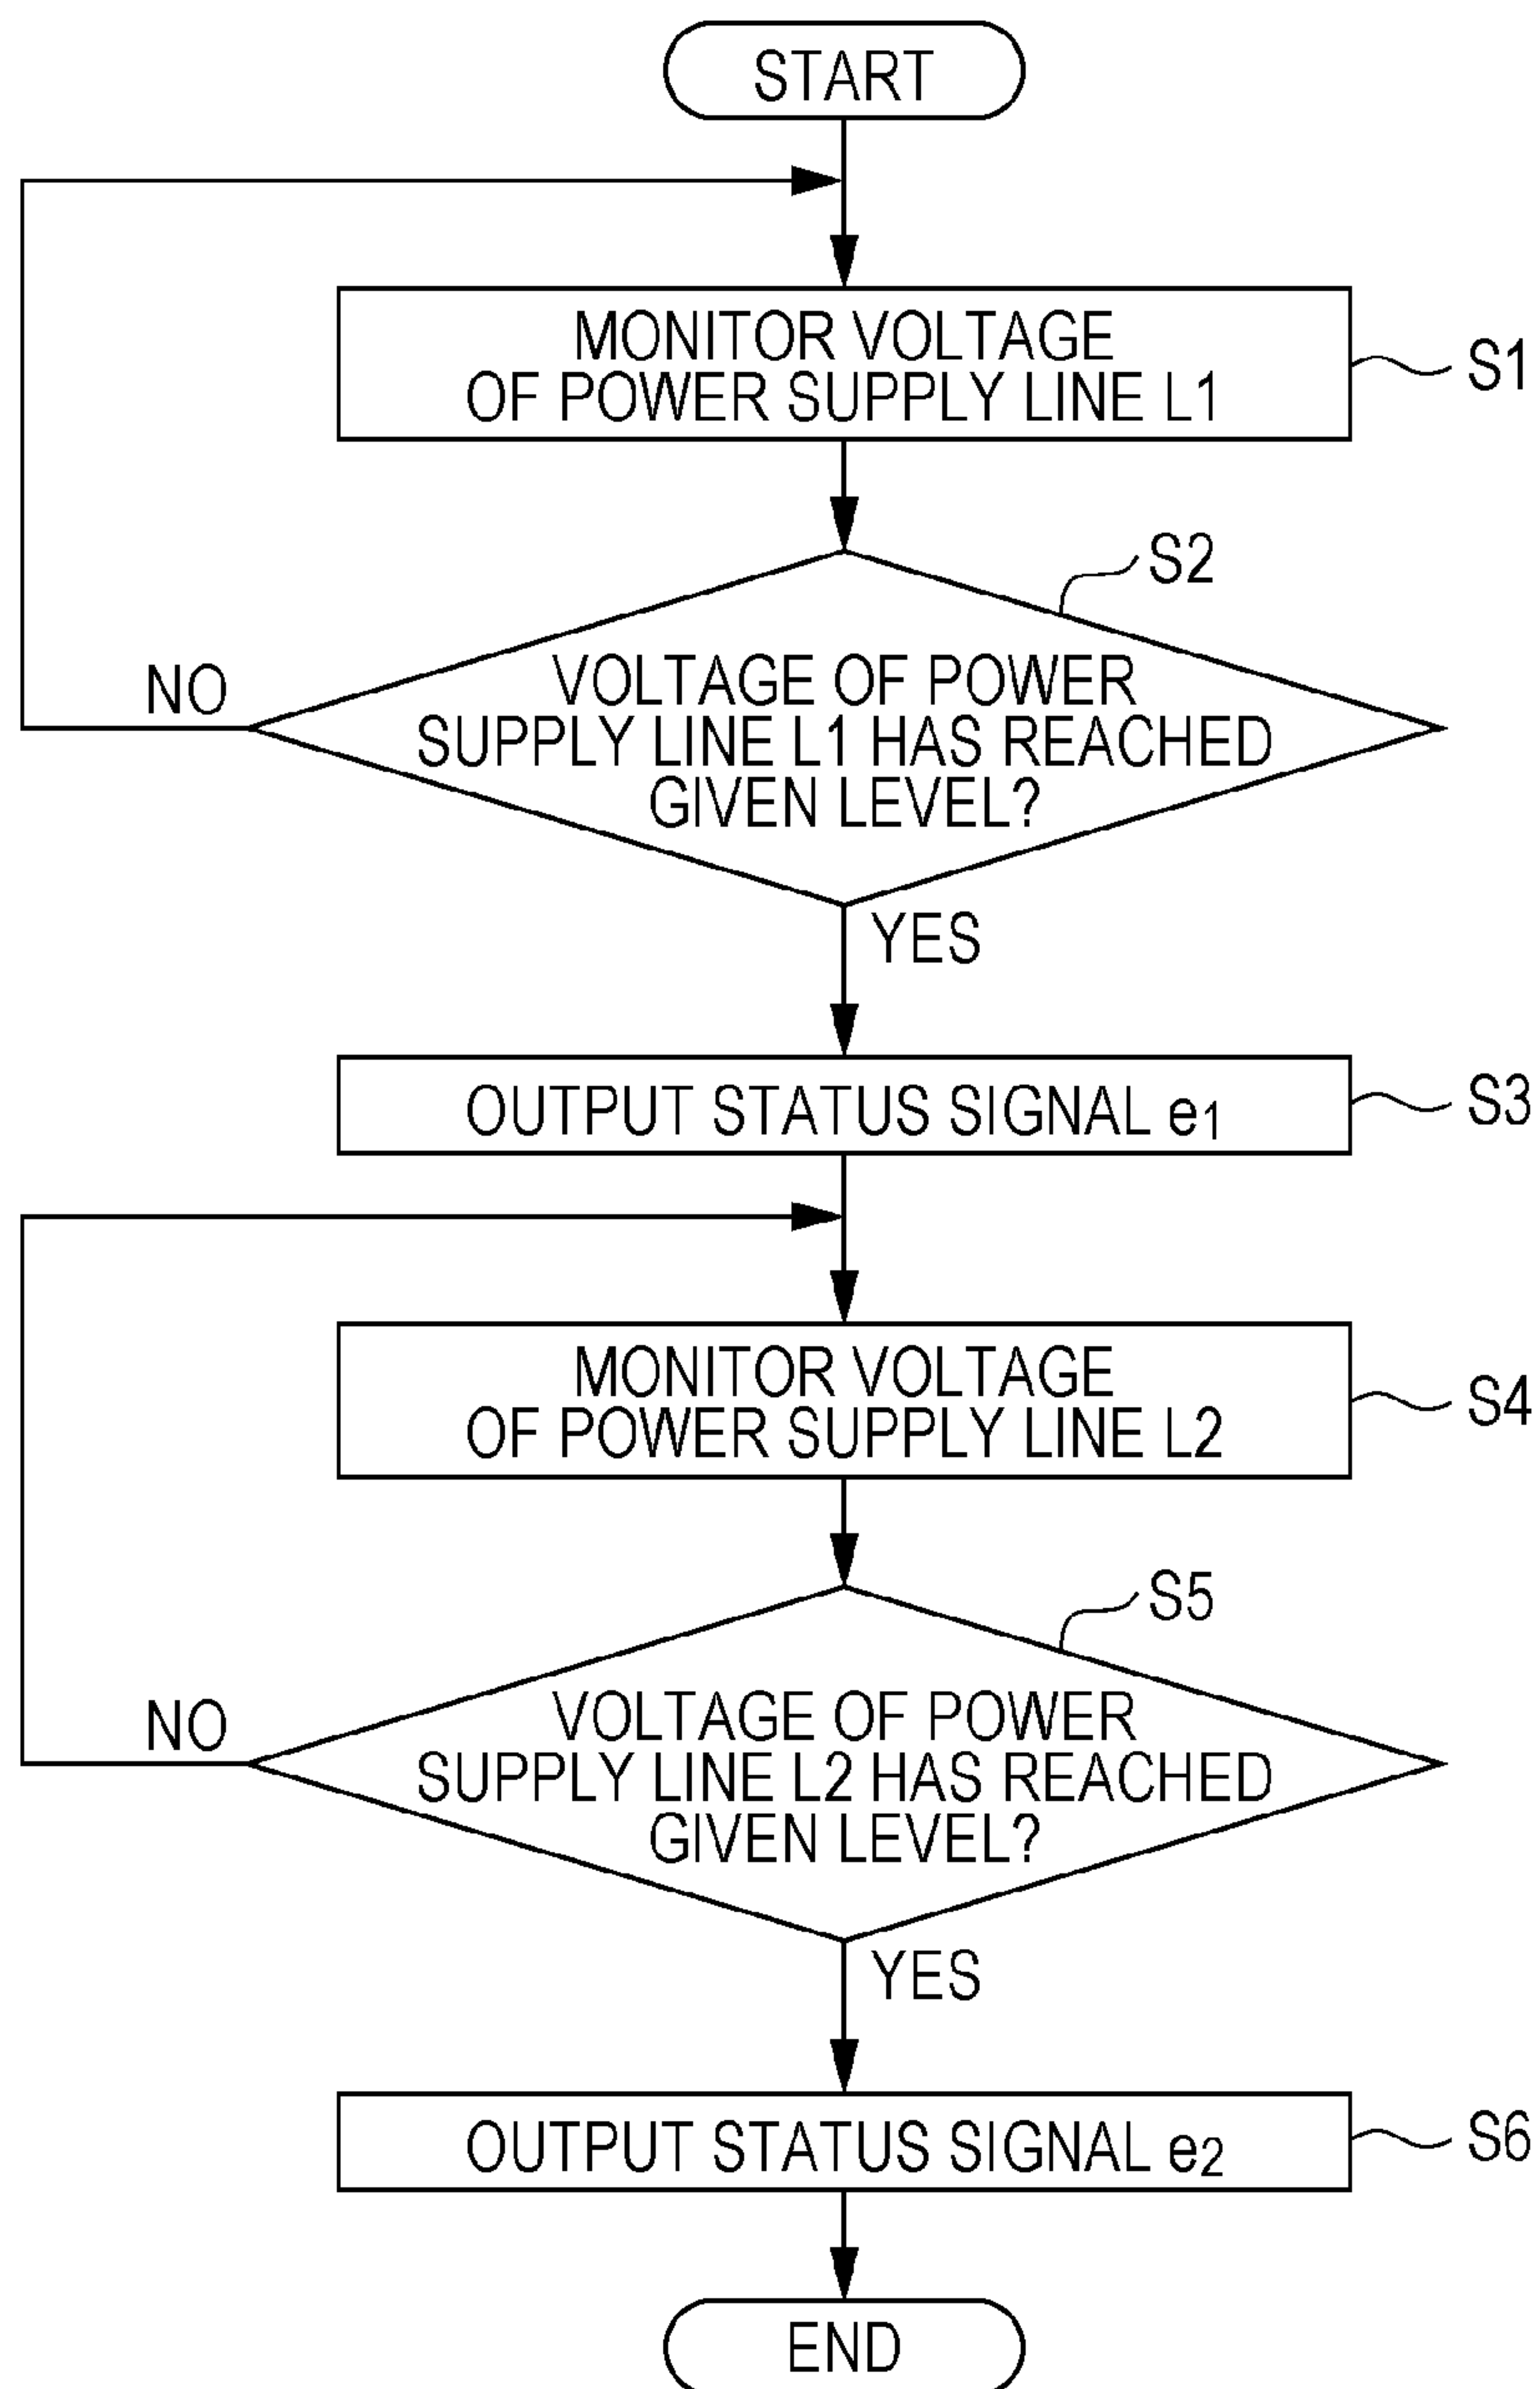 START
MONITOR VOLTAGE
OF POWER SUPPLY LINE L1
S1
S2
VOLTAGE OF POWER
SUPPLY LINE L1 HAS REACHED
GIVEN LEVEL?
NO
YES
OUTPUT STATUS SIGNAL e1
S3
MONITOR VOLTAGE
OF POWER SUPPLY LINE L2
S4
S5
VOLTAGE OF POWER
SUPPLY LINE L2 HAS REACHED
GIVEN LEVEL?
NO
YES
OUTPUT STATUS SIGNAL e2
S6
END